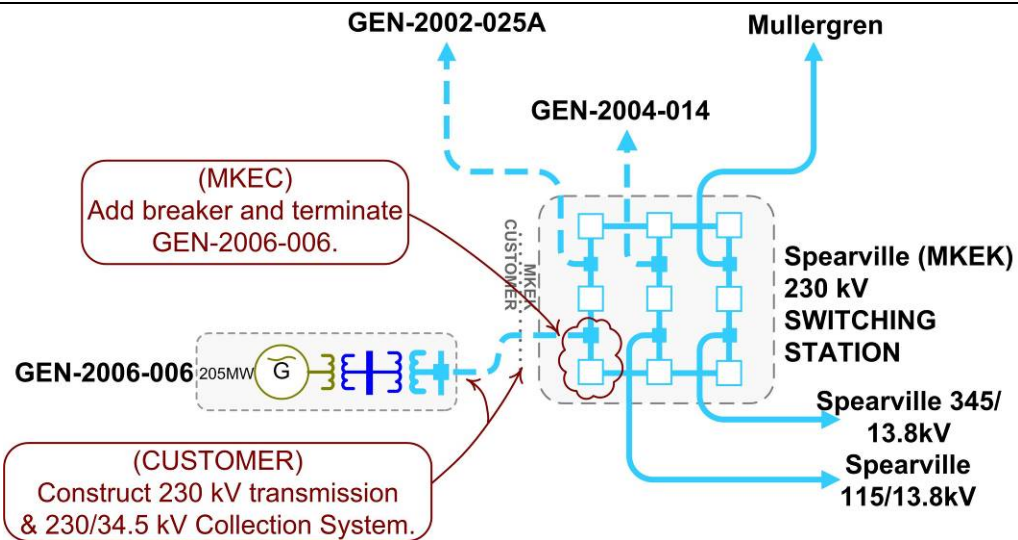 GEN-2002-025A
Mullergren
GEN-2004-014
(MKEC)
Add breaker and terminate
GEN-2006-006.
CUSTOMER
MKEK
Spearville (MKEK)
230 kV
SWITCHING
STATION
GEN-2006-006
205MW
G
Spearville 345/
13.8kV
Spearville
115/13.8kV
(CUSTOMER)
Construct 230 kV transmission
& 230/34.5 kV Collection System.